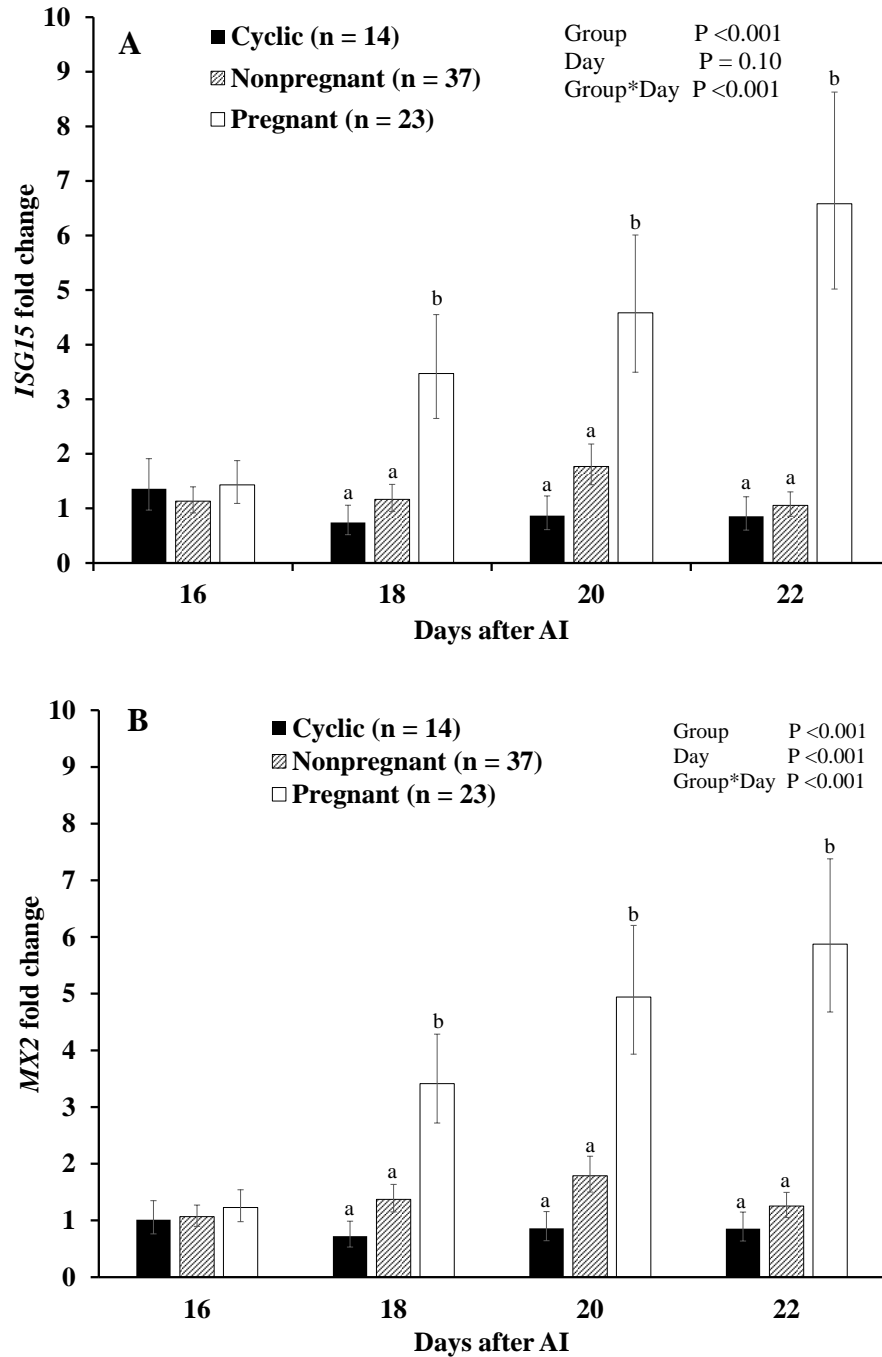 A
Cyclic (n = 14)
Nonpregnant (n = 37)
Pregnant (n = 23)
Group P <0.001
Day P = 0.10
Group*Day P <0.001
ISG15 fold change
10
9
8
7
6
5
4
3
2
1
0
a a b
a a b
a a b
16 18 20 22
Days after AI
B
Cyclic (n = 14)
Nonpregnant (n = 37)
Pregnant (n = 23)
Group P <0.001
Day P <0.001
Group*Day P <0.001
MX2 fold change
10
9
8
7
6
5
4
3
2
1
0
a a b
a a b
a a b
16 18 20 22
Days after AI